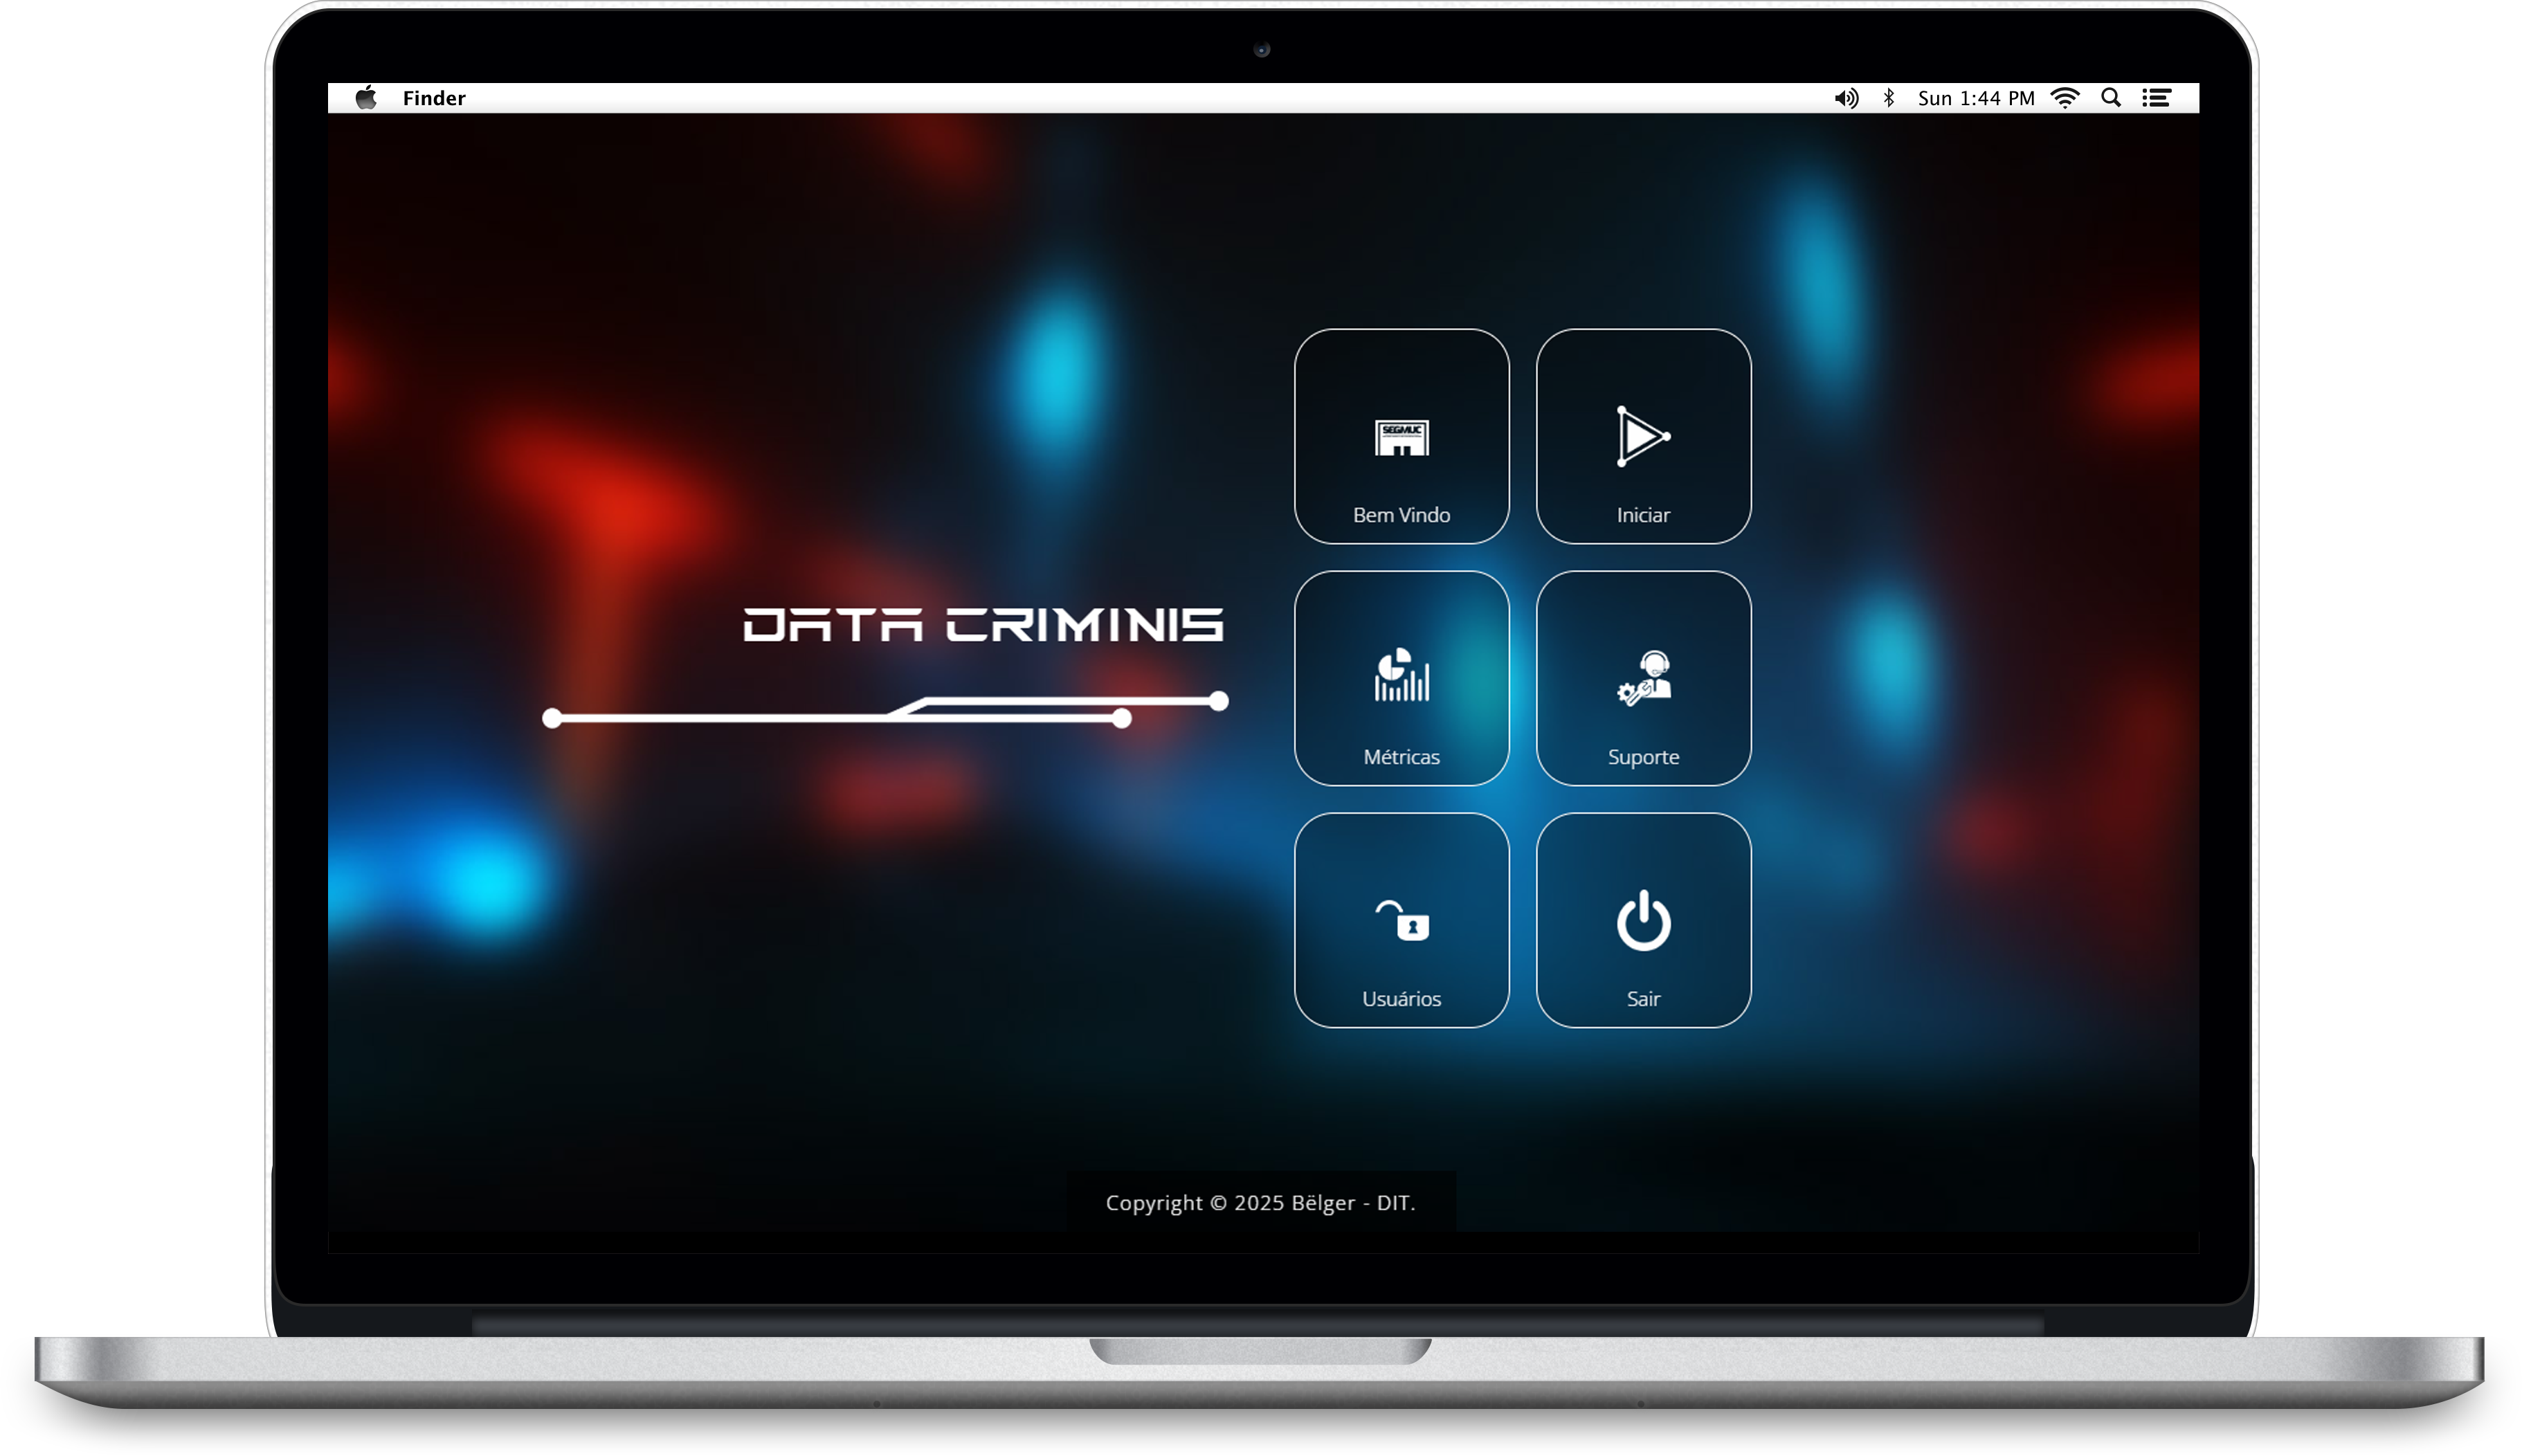 Finder
Sun 1:44 PM
SEGMUC
Bem Vindo
Iniciar
DATA CRIMINIS
Métricas
Suporte
Usuários
Sair
Copyright © 2025 Bëlger - DIT.